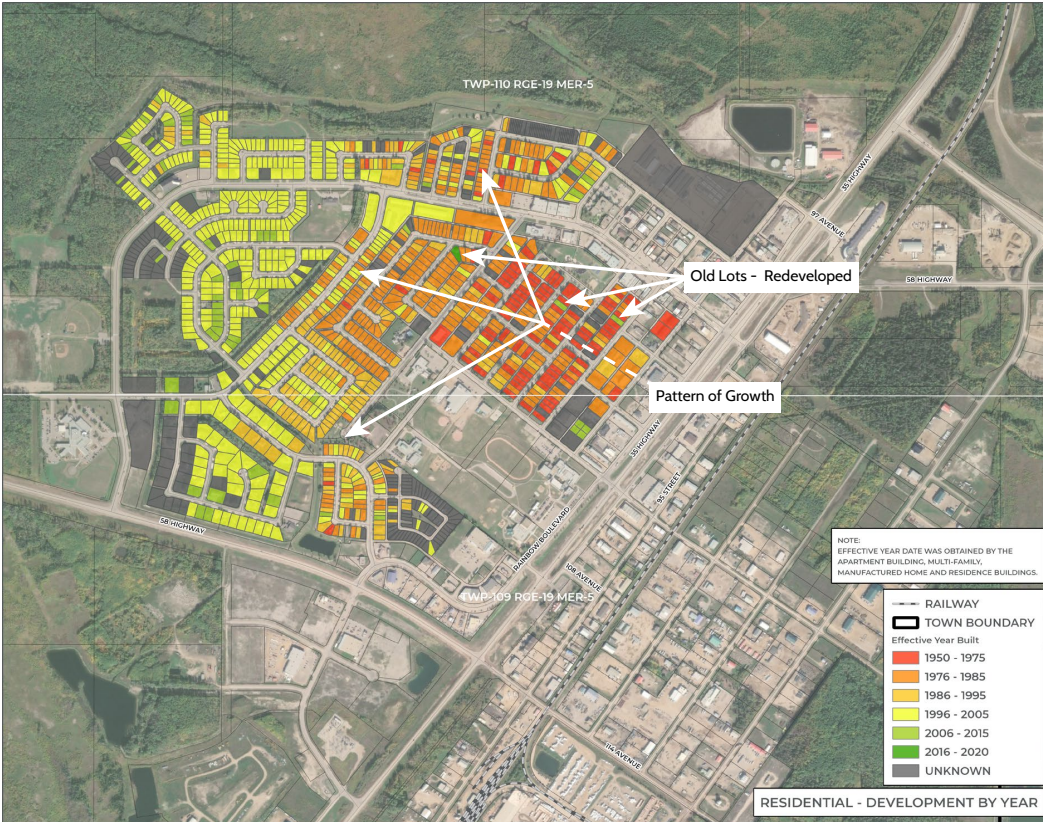 TWP-110 RGE-19 MER-5
35 HIGHWAY
97 AVENUE
Old Lots - Redeveloped
58 HIGHWAY
Pattern of Growth
35 HIGHWAY
95 STREET
58 HIGHWAY
RAINBOW BOULEVARD
108 AVENUE
TWP-109 RGE-19 MER-5
114 AVENUE
NOTE:
EFFECTIVE YEAR DATE WAS OBTAINED BY THE
APARTMENT BUILDING, MULTI-FAMILY,
MANUFACTURED HOME AND RESIDENCE BUILDINGS.
RAILWAY
TOWN BOUNDARY
Effective Year Built
1950 - 1975
1976 - 1985
1986 - 1995
1996 - 2005
2006 - 2015
2016 - 2020
UNKNOWN
RESIDENTIAL - DEVELOPMENT BY YEAR